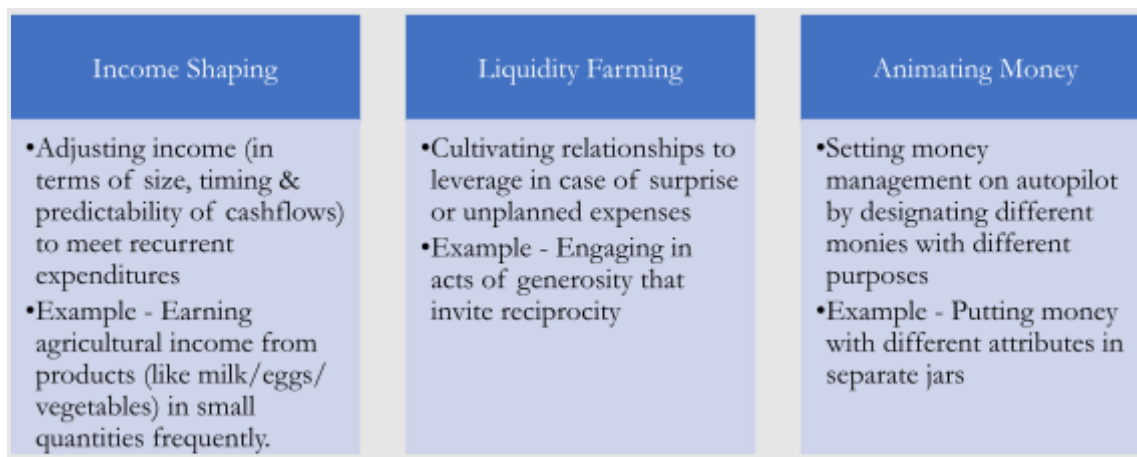 Income Shaping
•Adjusting income (in
terms of size, timing &
predictability of cashflows)
to meet recurrent
expenditures
•Example - Earning
agricultural income from
products (like milk/eggs/
vegetables) in small
quantities frequently.
Liquidity Farming
•Cultivating relationships to
leverage in case of surprise
or unplanned expenses
•Example - Engaging in
acts of generosity that
invite reciprocity
Animating Money
•Setting money
management on autopilot
by designating different
monies with different
purposes
•Example - Putting money
with different attributes in
separate jars